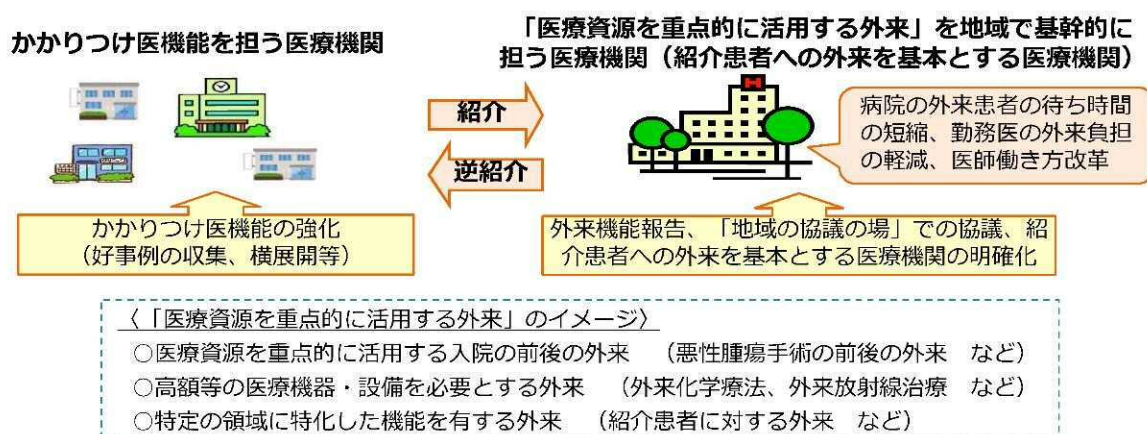 かかりつけ医機能を担う医療機関
「医療資源を重点的に活用する外来」を地域で基幹的に
担う医療機関（紹介患者への外来を基本とする医療機関）
紹介
逆紹介
H
病院の外来患者の待ち時間
の短縮、勤務医の外来負担
の軽減、医師働き方改革
かかりつけ医機能の強化
（好事例の収集、横展開等）
外来機能報告、「地域の協議の場」での協議、紹
介患者への外来を基本とする医療機関の明確化
〈「医療資源を重点的に活用する外来」のイメージ〉
○医療資源を重点的に活用する入院の前後の外来　（悪性腫瘍手術の前後の外来　など）
○高額等の医療機器・設備を必要とする外来　（外来化学療法、外来放射線治療　など）
○特定の領域に特化した機能を有する外来　（紹介患者に対する外来　など）